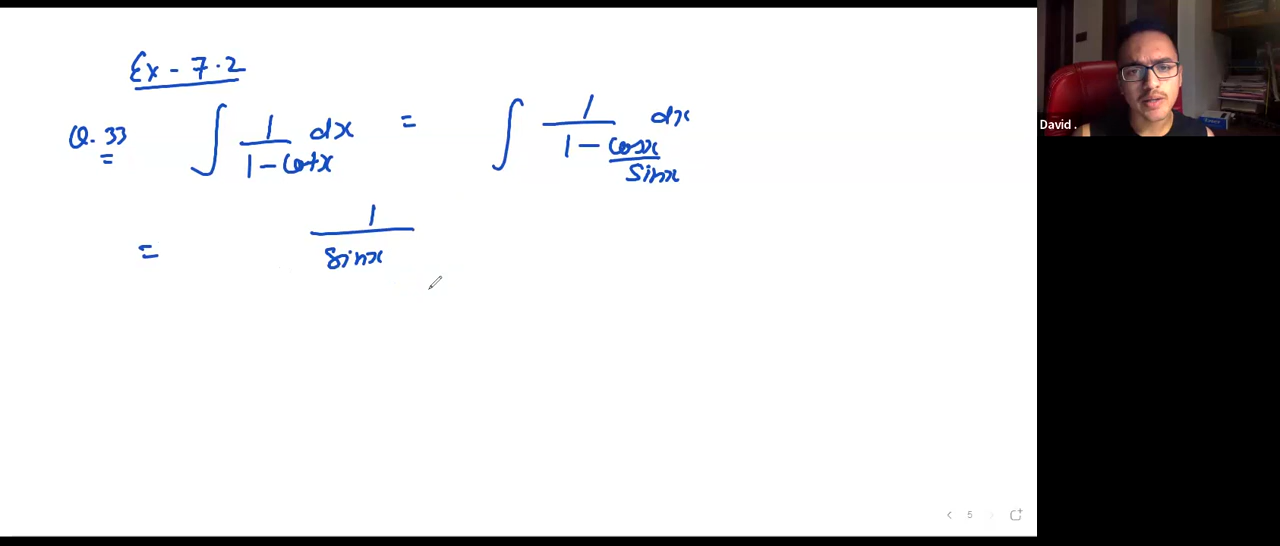 Ex - 7.2
Q. 33 ∫ 1/(1 - cotx) dx = ∫ 1/(1 - cosx/sinx) dx
= 1/sinx
David .
5